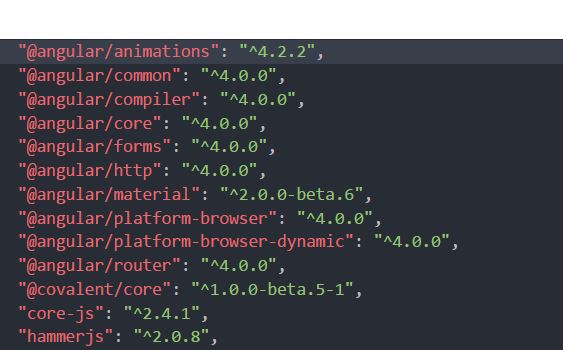 "@angular/animations": "^4.2.2",
"@angular/common": "^4.0.0",
"@angular/compiler": "^4.0.0",
"@angular/core": "^4.0.0",
"@angular/forms": "^4.0.0",
"@angular/http": "^4.0.0",
"@angular/material": "^2.0.0-beta.6",
"@angular/platform-browser": "^4.0.0",
"@angular/platform-browser-dynamic": "^4.0.0",
"@angular/router": "^4.0.0",
"@covalent/core": "^1.0.0-beta.5-1",
"core-js": "^2.4.1",
"hammerjs": "^2.0.8",